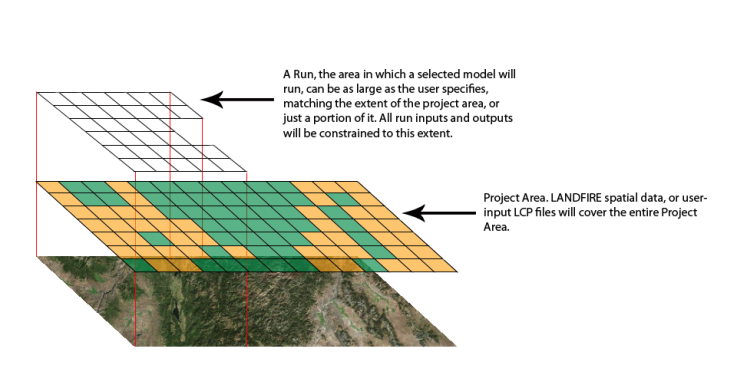 A Run, the area in which a selected model will
run, can be as large as the user specifies,
matching the extent of the project area, or
just a portion of it. All run inputs and outputs
will be constrained to this extent.
Project Area. LANDFIRE spatial data, or user-
input LCP files will cover the entire Project
Area.